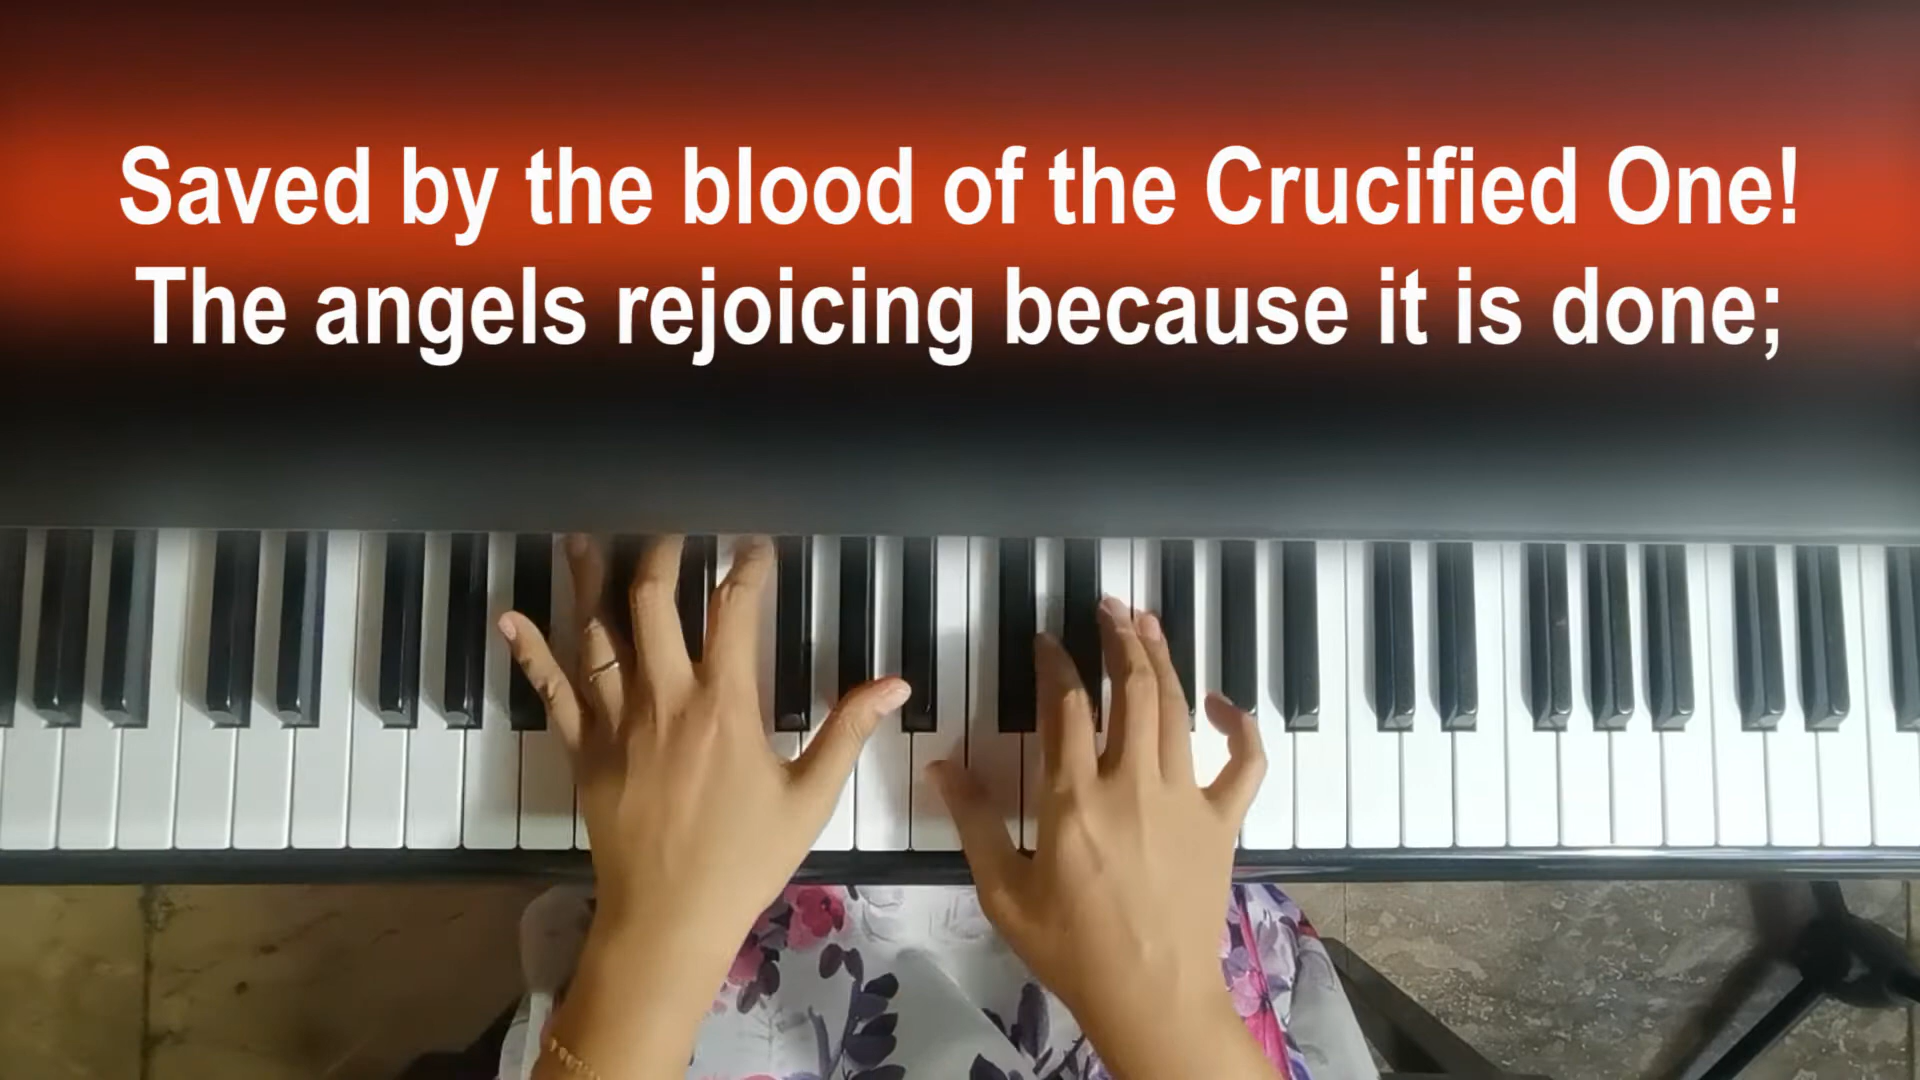 Saved by the blood of the Crucified One!
The angels rejoicing because it is done;